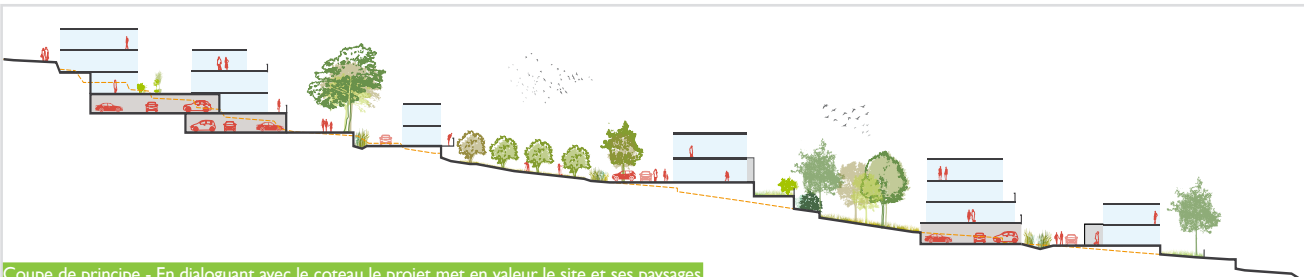 Coupe de principe - En dialoguant avec le coteau le projet met en valeur le site et ses paysages